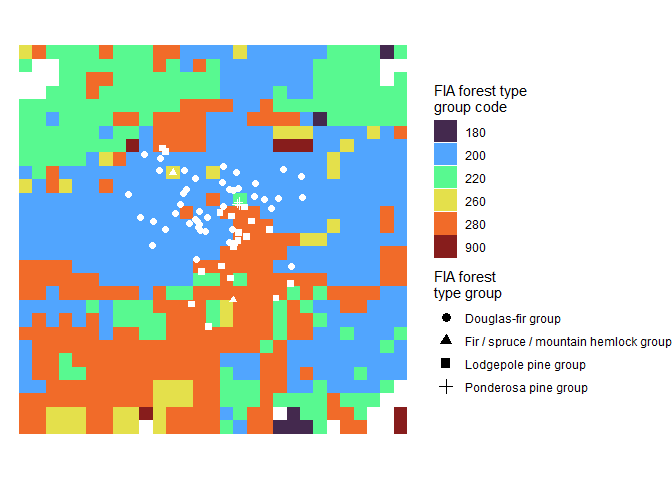 FIA forest type
group code
180
200
220
260
280
900
FIA forest
type group
Douglas-fir group
Fir / spruce / mountain hemlock group
Lodgepole pine group
Ponderosa pine group